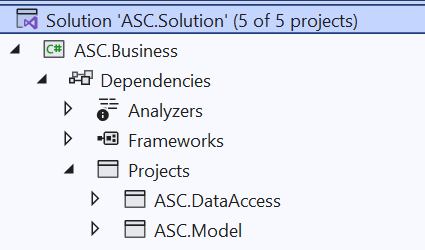 Solution 'ASC.Solution' (5 of 5 projects)
C# ASC.Business
Dependencies
Analyzers
Frameworks
Projects
ASC.DataAccess
ASC.Model